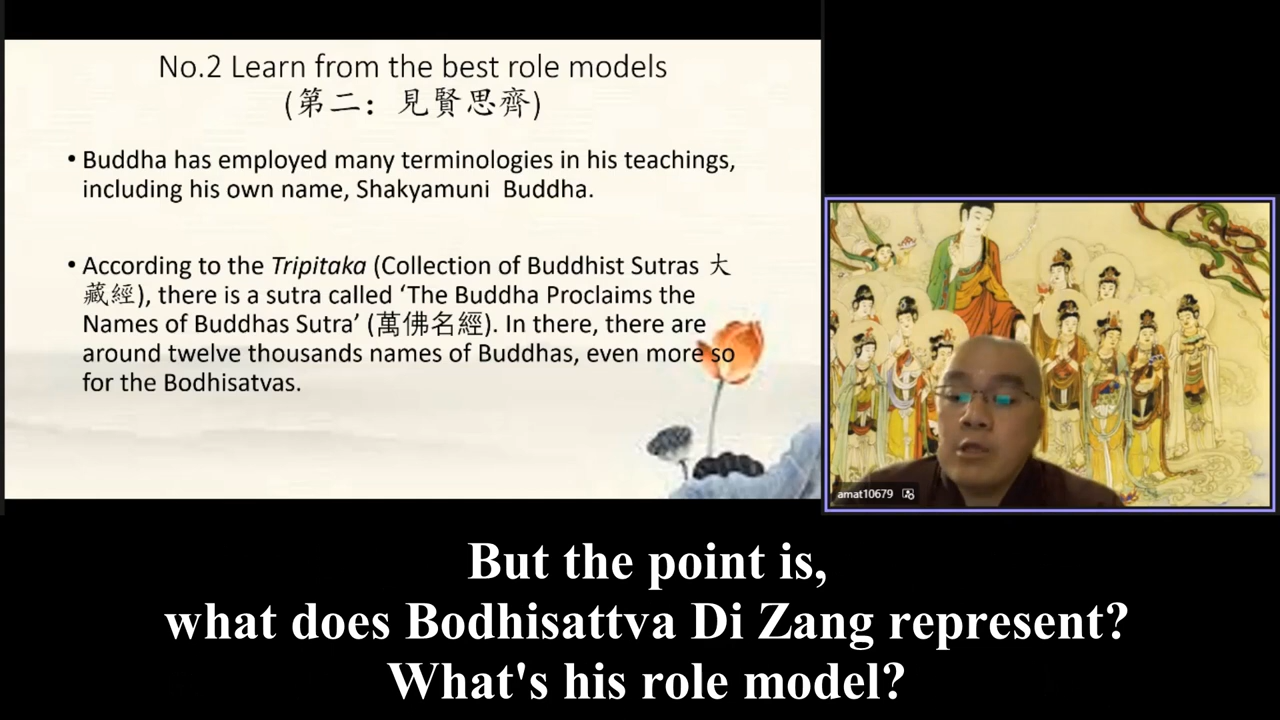 No.2 Learn from the best role models
(第二：見賢思齊)
• Buddha has employed many terminologies in his teachings,
including his own name, Shakyamuni  Buddha.
• According to the Tripitaka (Collection of Buddhist Sutras 大
藏經), there is a sutra called ‘The Buddha Proclaims the
Names of Buddhas Sutra’ (萬佛名經). In there, there are
around twelve thousands names of Buddhas, even more so
for the Bodhisatvas.
amat10679
But the point is,
what does Bodhisattva Di Zang represent?
What's his role model?